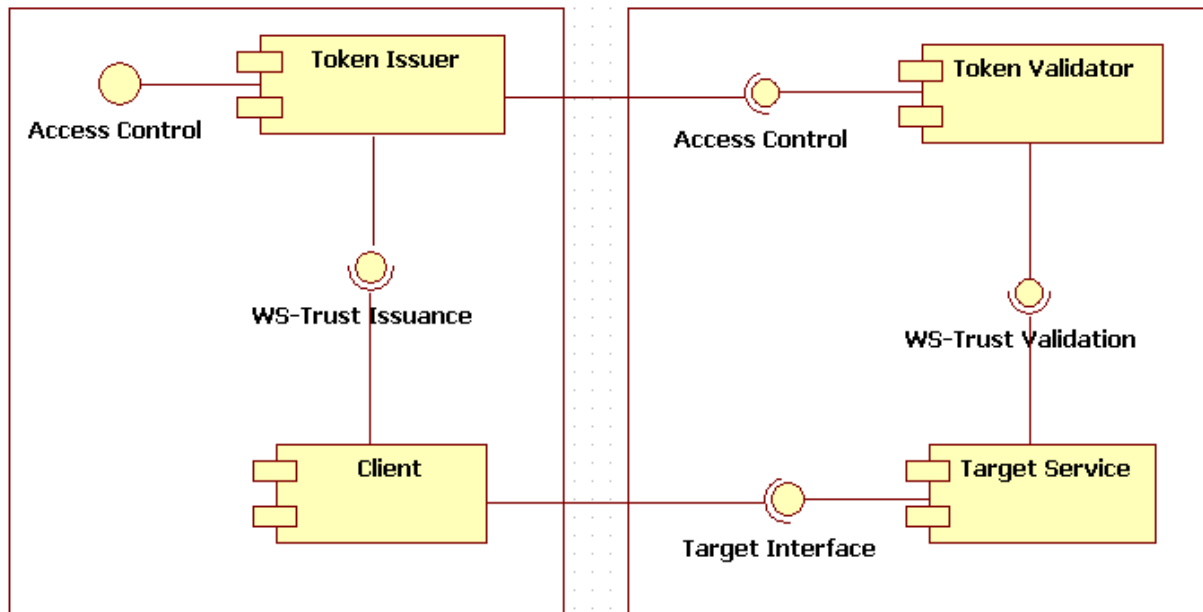 Token Issuer
Token Validator
Access Control
Access Control
WS-Trust Issuance
WS-Trust Validation
Client
Target Service
Target Interface